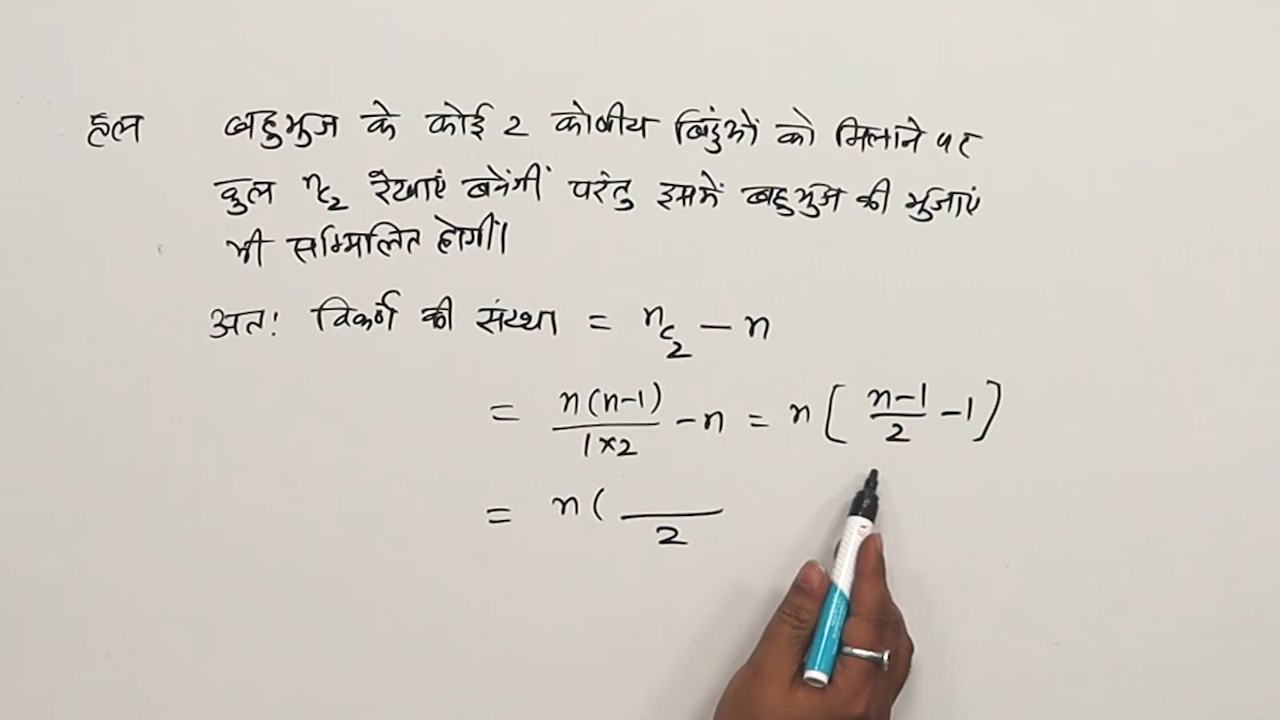 हल बहुभुज के कोई 2 कोणीय बिंदुओं को मिलाने पर
कुल ⁿC₂ रेखाएं बनेंगीं परंतु इसमें बहुभुज की भुजाएं
भी सम्मिलित होगीं।
अतः विकर्ण की संख्या = ⁿC₂ - n
= n(n-1)/1×2 - n = n[n-1/2 - 1]
= n( /2